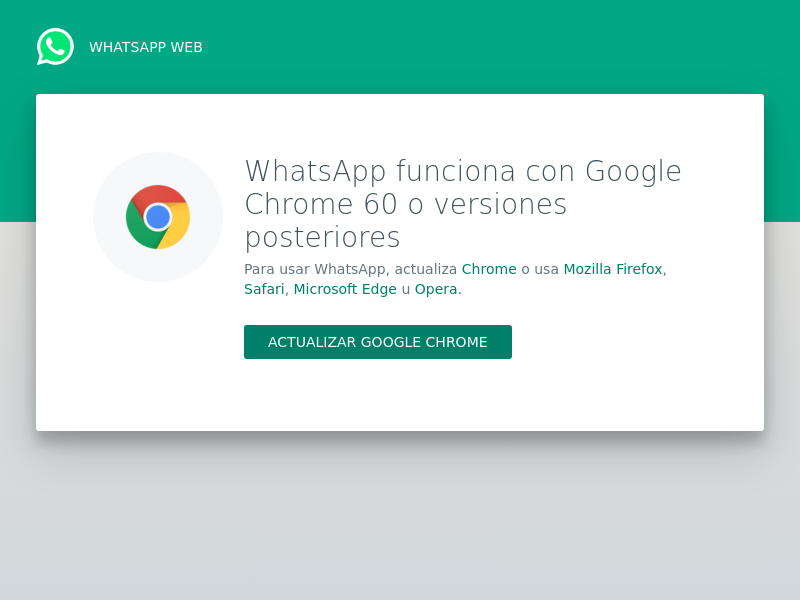 WHATSAPP WEB
WhatsApp funciona con Google
Chrome 60 o versiones
posteriores
Para usar WhatsApp, actualiza Chrome o usa Mozilla Firefox,
Safari, Microsoft Edge u Opera.
ACTUALIZAR GOOGLE CHROME